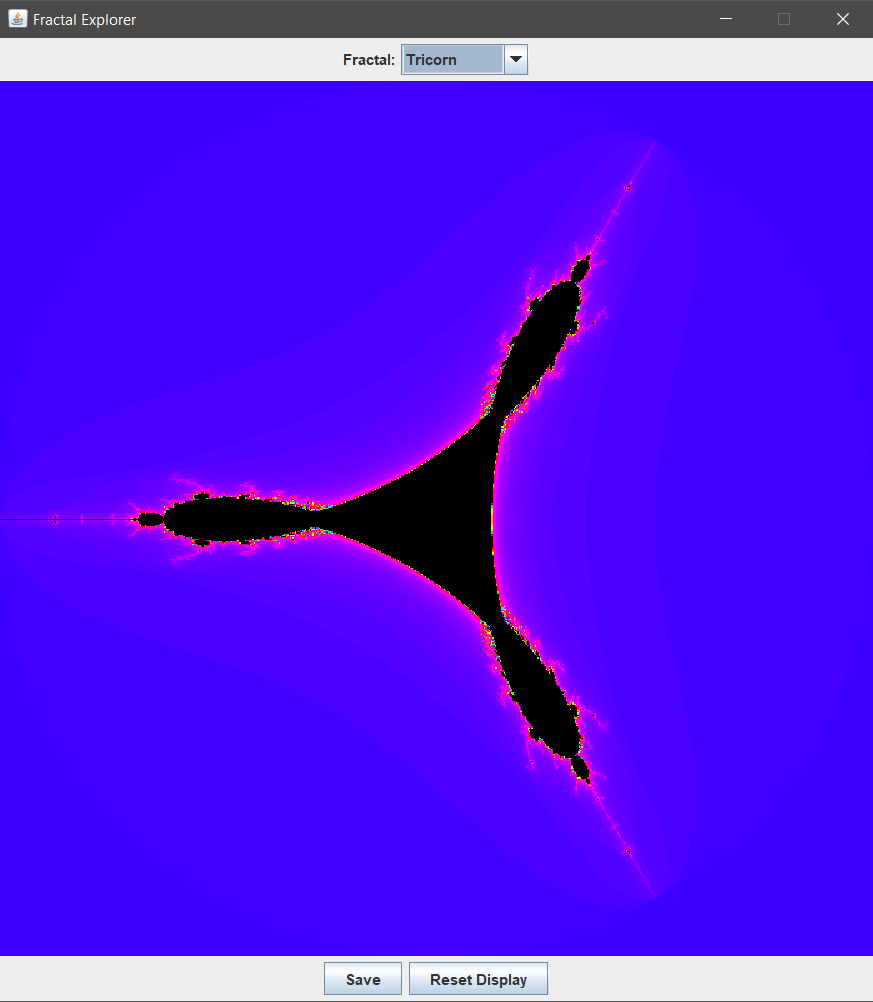 Fractal Explorer
Fractal: Tricorn
Save Reset Display